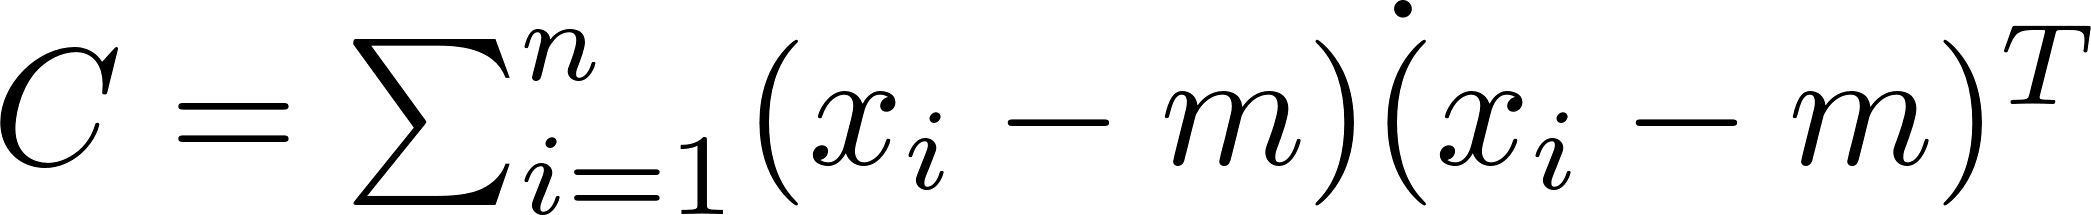 C = \sum_{i=1}^{n} (x_i - m) \dot{(} x_i - m)^T